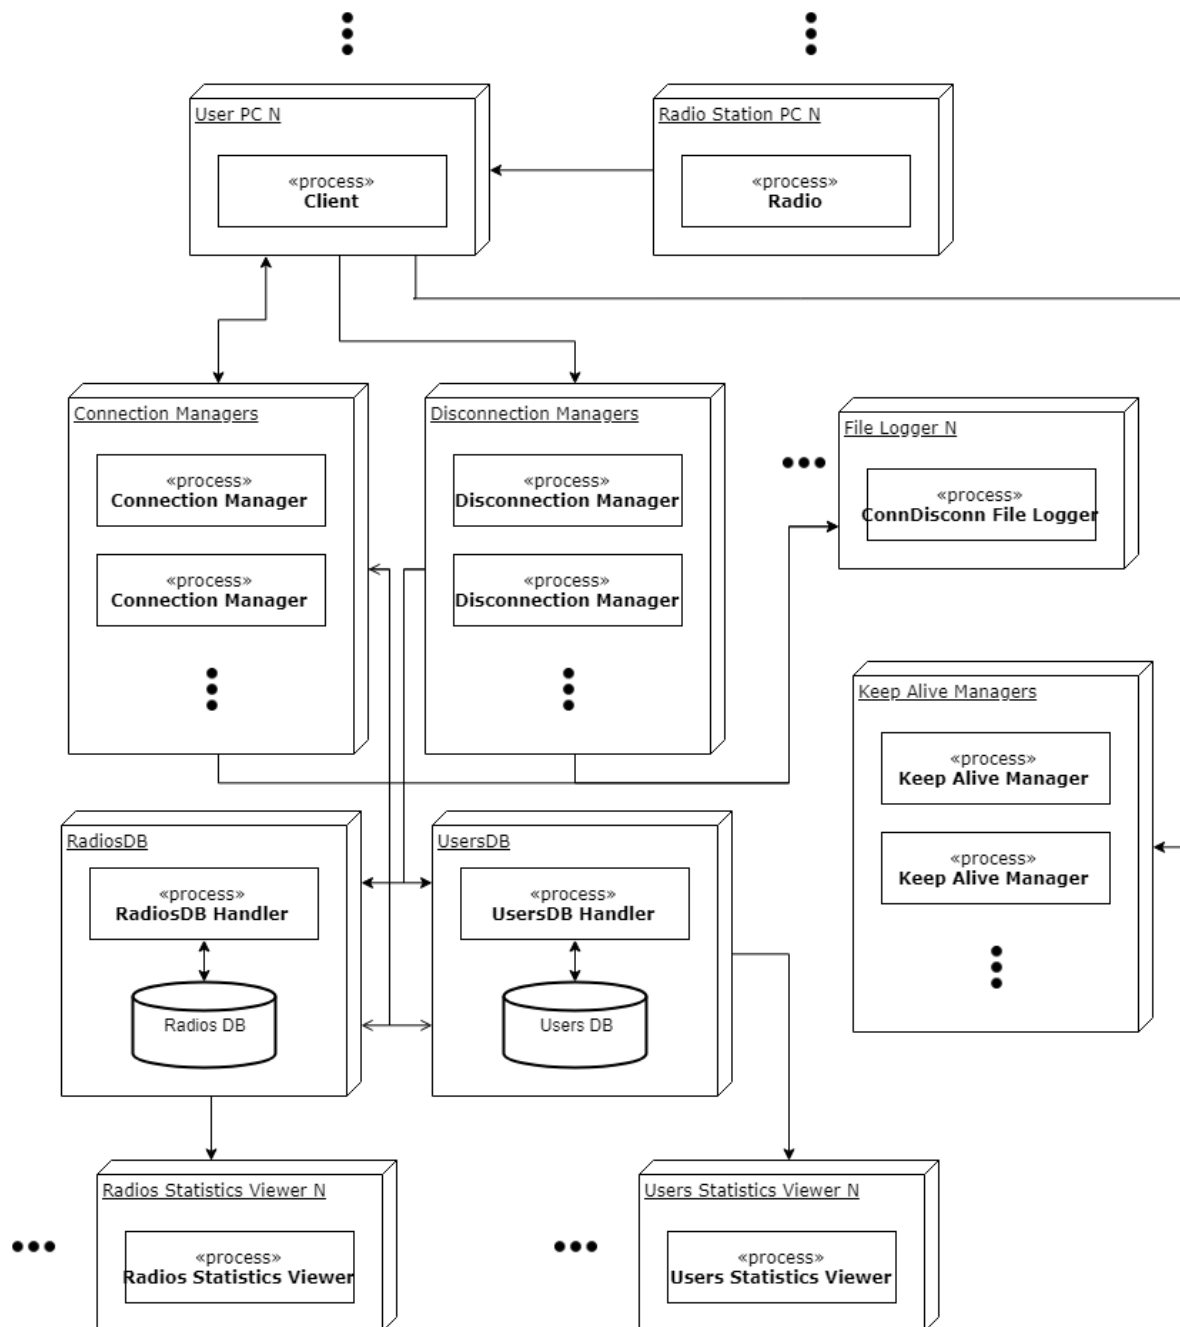 User PC N
«process»
Client
Radio Station PC N
«process»
Radio
Connection Managers
«process»
Connection Manager
«process»
Connection Manager
Disconnection Managers
«process»
Disconnection Manager
«process»
Disconnection Manager
File Logger N
«process»
ConnDisconn File Logger
Keep Alive Managers
«process»
Keep Alive Manager
«process»
Keep Alive Manager
RadiosDB
«process»
RadiosDB Handler
Radios DB
UsersDB
«process»
UsersDB Handler
Users DB
Radios Statistics Viewer N
«process»
Radios Statistics Viewer
Users Statistics Viewer N
«process»
Users Statistics Viewer